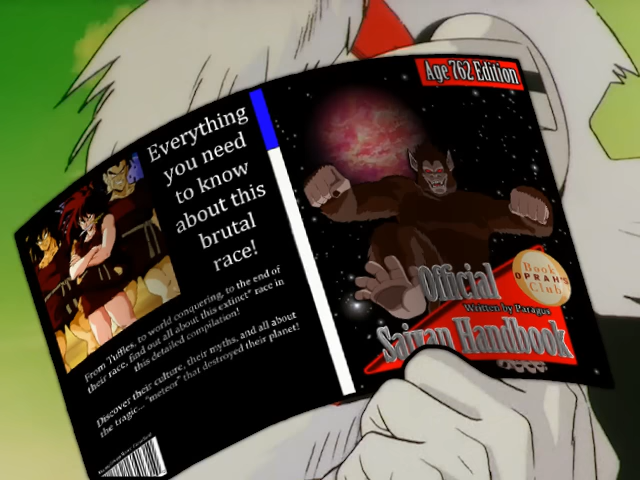 Everything
you need
to know
about this
brutal
race!
From Tuffles, to world conquering, to the end of
their race, find out all about this extinct* race in
this detailed compilation!
Discover their culture, their myths, and all about
the tragic... "meteor" that destroyed their planet!
Age 762 Edition
Book
OPRAH'S
Club
Official
Written by Paragus
Saiyan Handbook